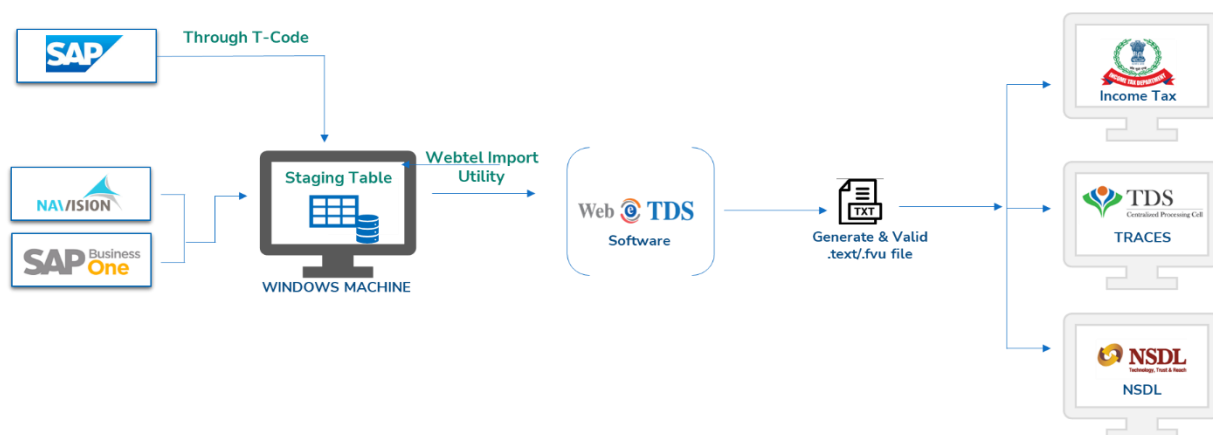 SAP
Through T-Code
NAVISION
SAP Business One
Staging Table
WINDOWS MACHINE
Webtel Import
Utility
Web e TDS
Software
TXT
Generate & Valid
.text/.fvu file
INCOME TAX DEPARTMENT
Income Tax
TDS
Centralized Processing Cell
TRACES
NSDL
Technology, Trust & Reach
NSDL